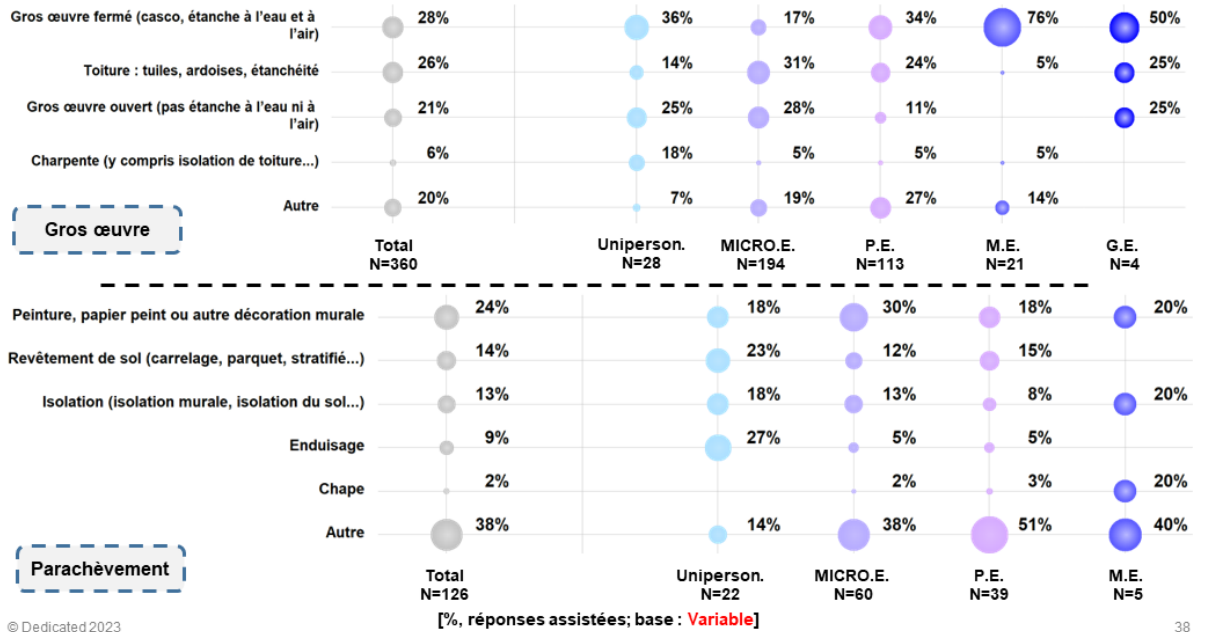 Gros œuvre fermé (casco, étanche à l'eau et à
l'air)
28% 36% 17% 34% 76% 50%
Toiture : tuiles, ardoises, étanchéité 26% 14% 31% 24% 5% 25%
Gros œuvre ouvert (pas étanche à l'eau ni à
l'air)
21% 25% 28% 11% 25%
Charpente (y compris isolation de toiture...) 6% 18% 5% 5% 5%
Autre 20% 7% 19% 27% 14%
Gros œuvre
Total Uniperson. MICRO.E. P.E. M.E. G.E.
N=360 N=28 N=194 N=113 N=21 N=4
Peinture, papier peint ou autre décoration murale 24% 18% 30% 18% 20%
Revêtement de sol (carrelage, parquet, stratifié...) 14% 23% 12% 15%
Isolation (isolation murale, isolation du sol...) 13% 18% 13% 8% 20%
Enduisage 9% 27% 5% 5%
Chape 2% 2% 3% 20%
Autre 38% 14% 38% 51% 40%
Parachèvement
Total Uniperson. MICRO.E. P.E. M.E.
N=126 N=22 N=60 N=39 N=5
[%, réponses assistées; base : Variable]
© Dedicated 2023 38